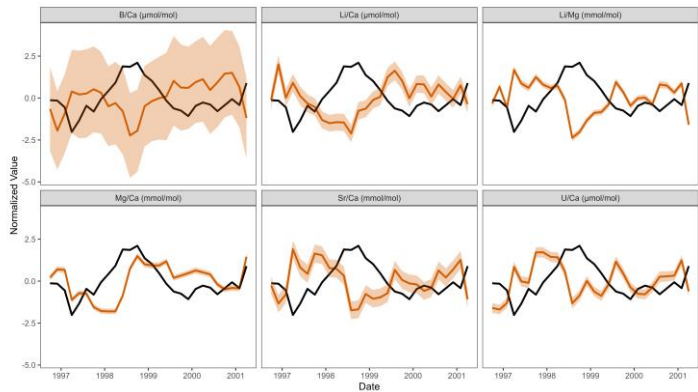 B/Ca (μmol/mol)
Li/Ca (μmol/mol)
Li/Mg (mmol/mol)
2.5
0.0
-2.5
-5.0
Normalized Value
Mg/Ca (mmol/mol)
Sr/Ca (mmol/mol)
U/Ca (μmol/mol)
2.5
0.0
-2.5
-5.0
1997 1998 1999 2000 2001
1997 1998 1999 2000 2001
1997 1998 1999 2000 2001
Date